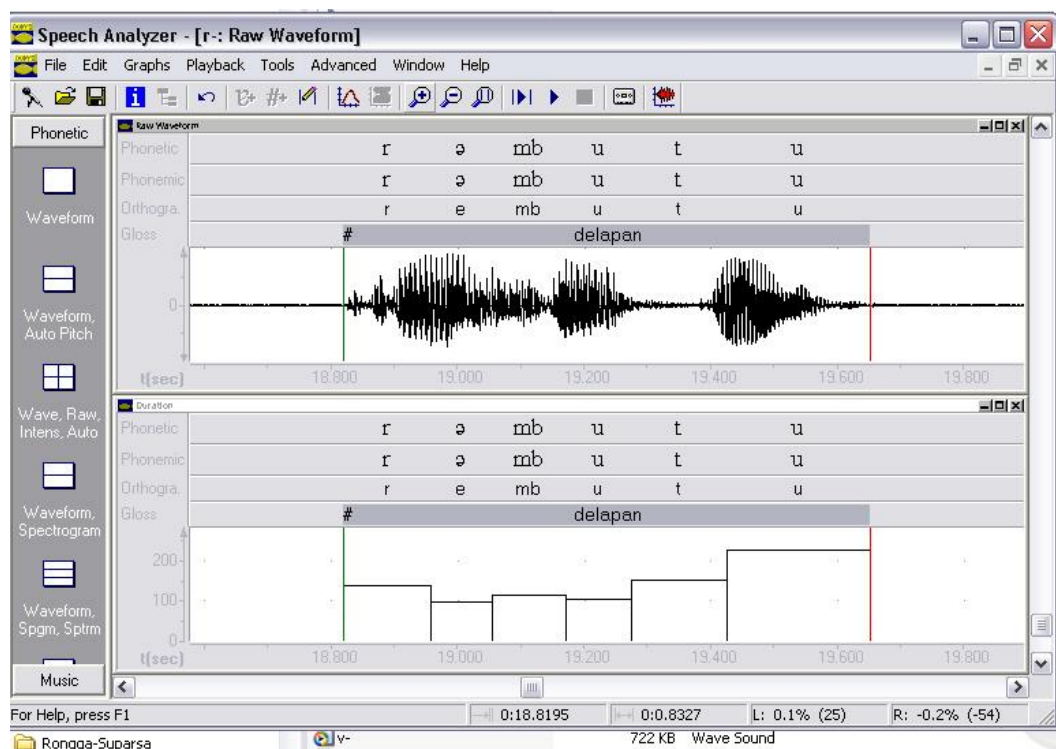 Speech Analyzer - [r-: Raw Waveform]
File Edit Graphs Playback Tools Advanced Window Help
Phonetic
Waveform
Waveform, Auto Pitch
Wave, Raw, Intens, Auto
Waveform, Spectrogram
Waveform, Spgm, Sptrm
Music
Raw Waveform
Phonetic r ə mb u t u
Phonemic r ə mb u t u
Orthogra. r e mb u t u
Gloss # delapan
0
t(sec) 18.800 19.000 19.200 19.400 19.600 19.800
Duration
Phonetic r ə mb u t u
Phonemic r ə mb u t u
Orthogra. r e mb u t u
Gloss # delapan
200
100
0
t(sec) 18.800 19.000 19.200 19.400 19.600 19.800
For Help, press F1 0:18.8195 0:0.8327 L: 0.1% (25) R: -0.2% (-54)
Rongga-Suparsa v- 722 KB Wave Sound